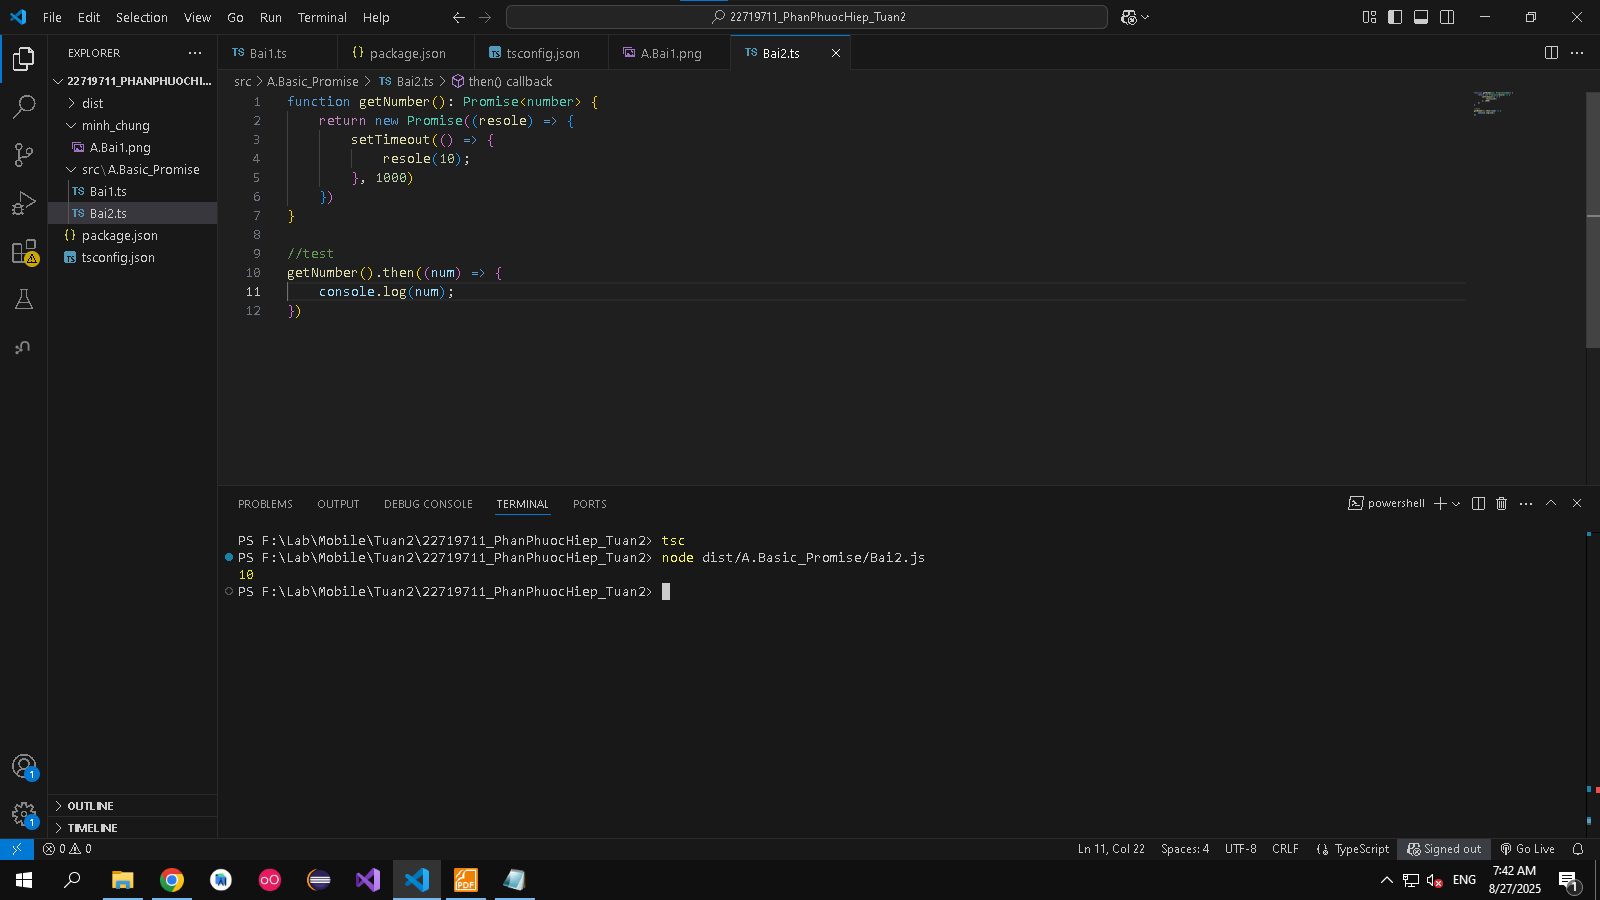 File Edit Selection View Go Run Terminal Help
22719711_PhanPhuocHiep_Tuan2
EXPLORER
22719711_PHANPHUOCHI...
dist
minh_chung
A.Bai1.png
src\A.Basic_Promise
TS Bai1.ts
TS Bai2.ts
{} package.json
TS tsconfig.json
OUTLINE
TIMELINE
TS Bai1.ts
{} package.json
TS tsconfig.json
A.Bai1.png
TS Bai2.ts
src > A.Basic_Promise > TS Bai2.ts > then() callback
1 function getNumber(): Promise<number> {
2 return new Promise((resole) => {
3 setTimeout(() => {
4 resole(10);
5 }, 1000)
6 })
7 }
8
9 //test
10 getNumber().then((num) => {
11 console.log(num);
12 })
PROBLEMS OUTPUT DEBUG CONSOLE TERMINAL PORTS
powershell
PS F:\Lab\Mobile\Tuan2\22719711_PhanPhuocHiep_Tuan2> tsc
PS F:\Lab\Mobile\Tuan2\22719711_PhanPhuocHiep_Tuan2> node dist/A.Basic_Promise/Bai2.js
10
PS F:\Lab\Mobile\Tuan2\22719711_PhanPhuocHiep_Tuan2>
1
1
0 0
Ln 11, Col 22 Spaces: 4 UTF-8 CRLF {} TypeScript Signed out Go Live
PDF
ENG
7:42 AM
8/27/2025
1